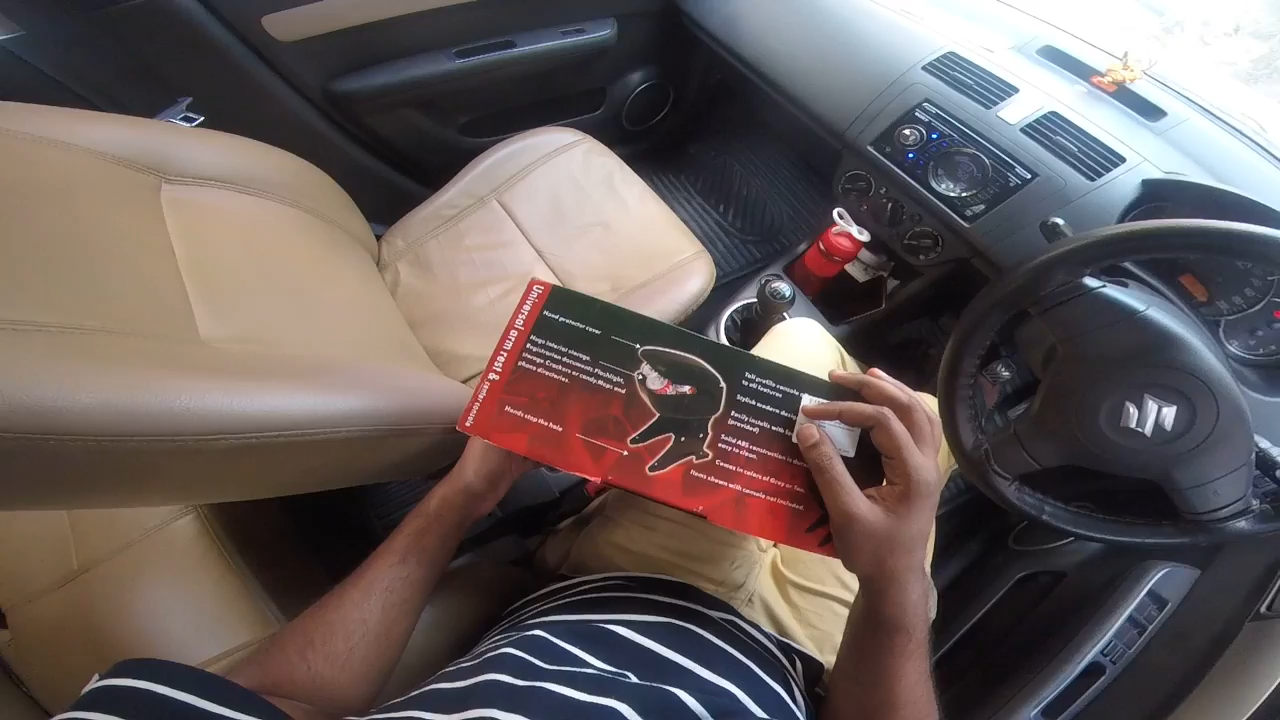 Universal arm rest & center console
Hand protector cover
Huge interior storage.
Registration documents. Flashlight,
storage. Crackers or candy. Maps and
phone directories.
Hands stop the hole
Tall profile console
to all features
Stylish modern design
Easily installs with
(provided)
Solid ABS construction is
easy to clean.
Comes in colors of Grey or Tan.
Items shown with console not included.